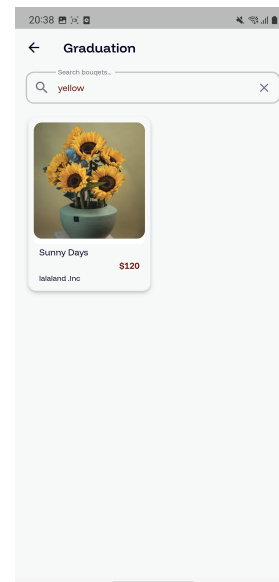 20:38
Graduation
Search bouqets...
yellow
Sunny Days
$120
lalaland .Inc